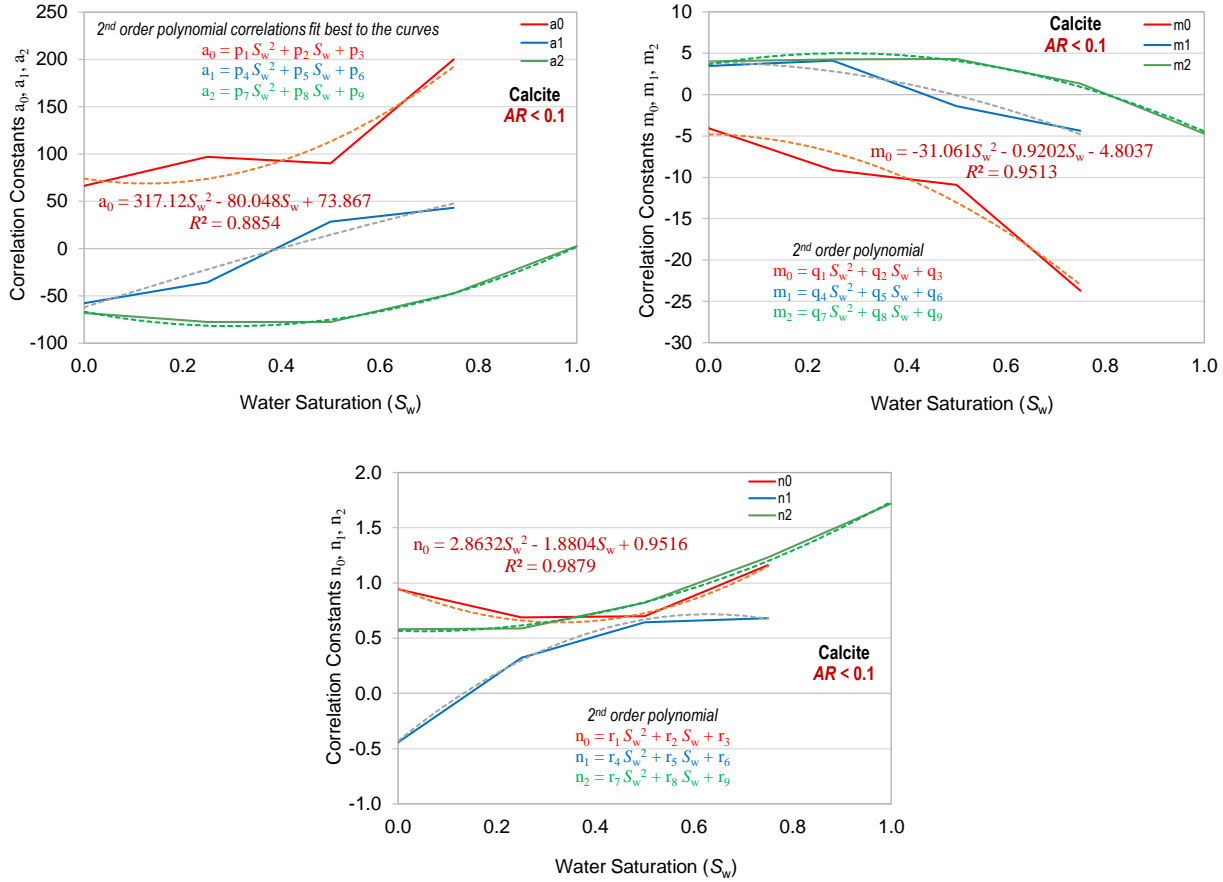 2nd order polynomial correlations fit best to the curves
a0 = p1 Sw2 + p2 Sw + p3
a1 = p4 Sw2 + p5 Sw + p6
a2 = p7 Sw2 + p8 Sw + p9
a0
a1
a2
Calcite
AR < 0.1
a0 = 317.12Sw2 - 80.048Sw + 73.867
R2 = 0.8854
250
200
150
100
50
0
-50
-100
0.0 0.2 0.4 0.6 0.8 1.0
Correlation Constants a0, a1, a2
Water Saturation (Sw)
Calcite
AR < 0.1
m0
m1
m2
m0 = -31.061Sw2 - 0.9202Sw - 4.8037
R2 = 0.9513
2nd order polynomial
m0 = q1 Sw2 + q2 Sw + q3
m1 = q4 Sw2 + q5 Sw + q6
m2 = q7 Sw2 + q8 Sw + q9
10
5
0
-5
-10
-15
-20
-25
-30
0.0 0.2 0.4 0.6 0.8 1.0
Correlation Constants m0, m1, m2
Water Saturation (Sw)
n0
n1
n2
n0 = 2.8632Sw2 - 1.8804Sw + 0.9516
R2 = 0.9879
Calcite
AR < 0.1
2nd order polynomial
n0 = r1 Sw2 + r2 Sw + r3
n1 = r4 Sw2 + r5 Sw + r6
n2 = r7 Sw2 + r8 Sw + r9
2.0
1.5
1.0
0.5
0.0
-0.5
-1.0
0.0 0.2 0.4 0.6 0.8 1.0
Correlation Constants n0, n1, n2
Water Saturation (Sw)